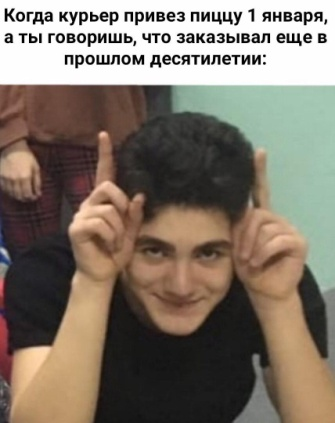 Когда курьер привез пиццу 1 января,
а ты говоришь, что заказывал еще в
прошлом десятилетии: